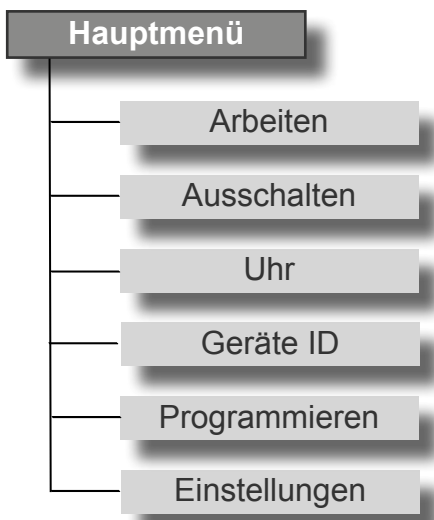 Hauptmenü
Arbeiten
Ausschalten
Uhr
Geräte ID
Programmieren
Einstellungen